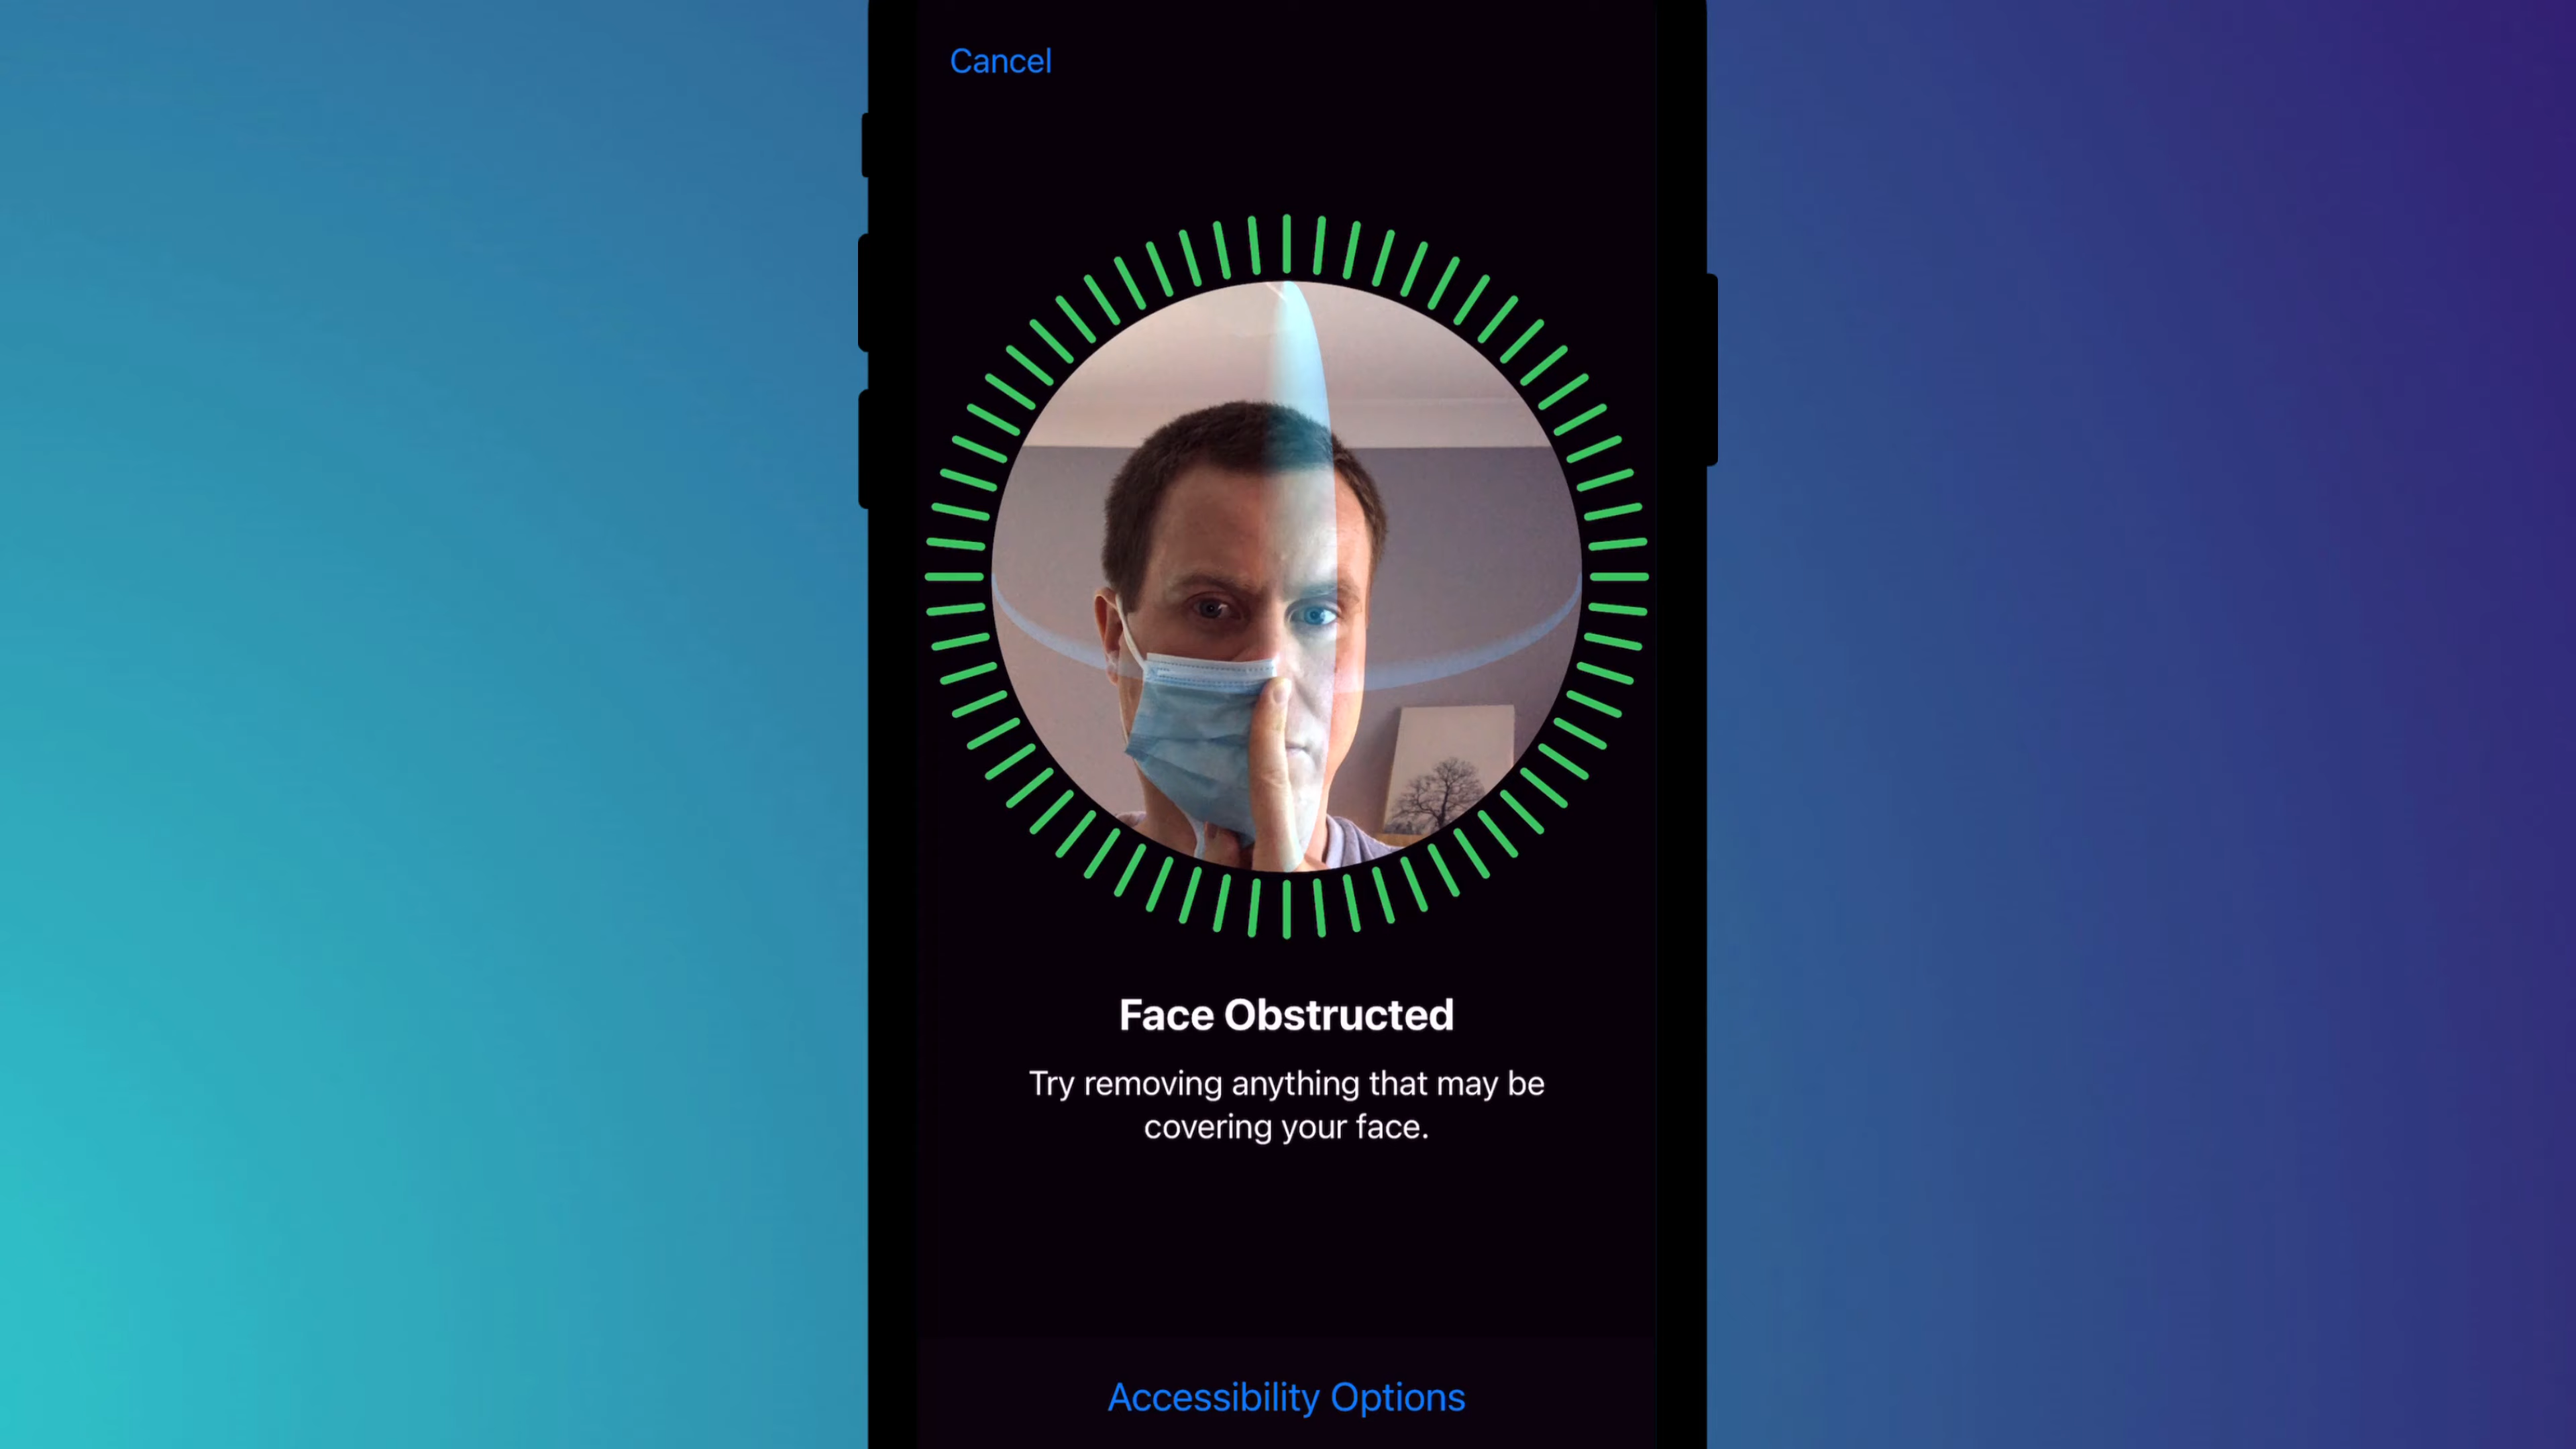 Cancel
Face Obstructed
Try removing anything that may be
covering your face.
Accessibility Options